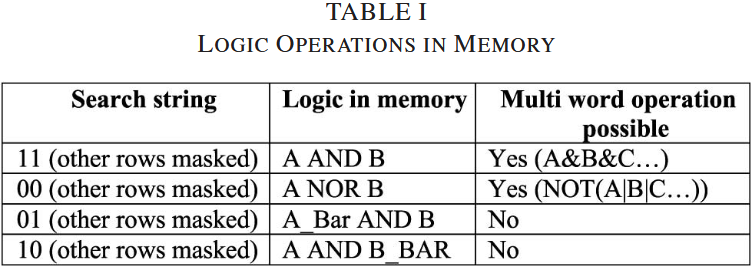 TABLE I
LOGIC OPERATIONS IN MEMORY
Search string Logic in memory Multi word operation
possible
11 (other rows masked) A AND B Yes (A&B&C…)
00 (other rows masked) A NOR B Yes (NOT(A|B|C…))
01 (other rows masked) A_Bar AND B No
10 (other rows masked) A AND B_BAR No